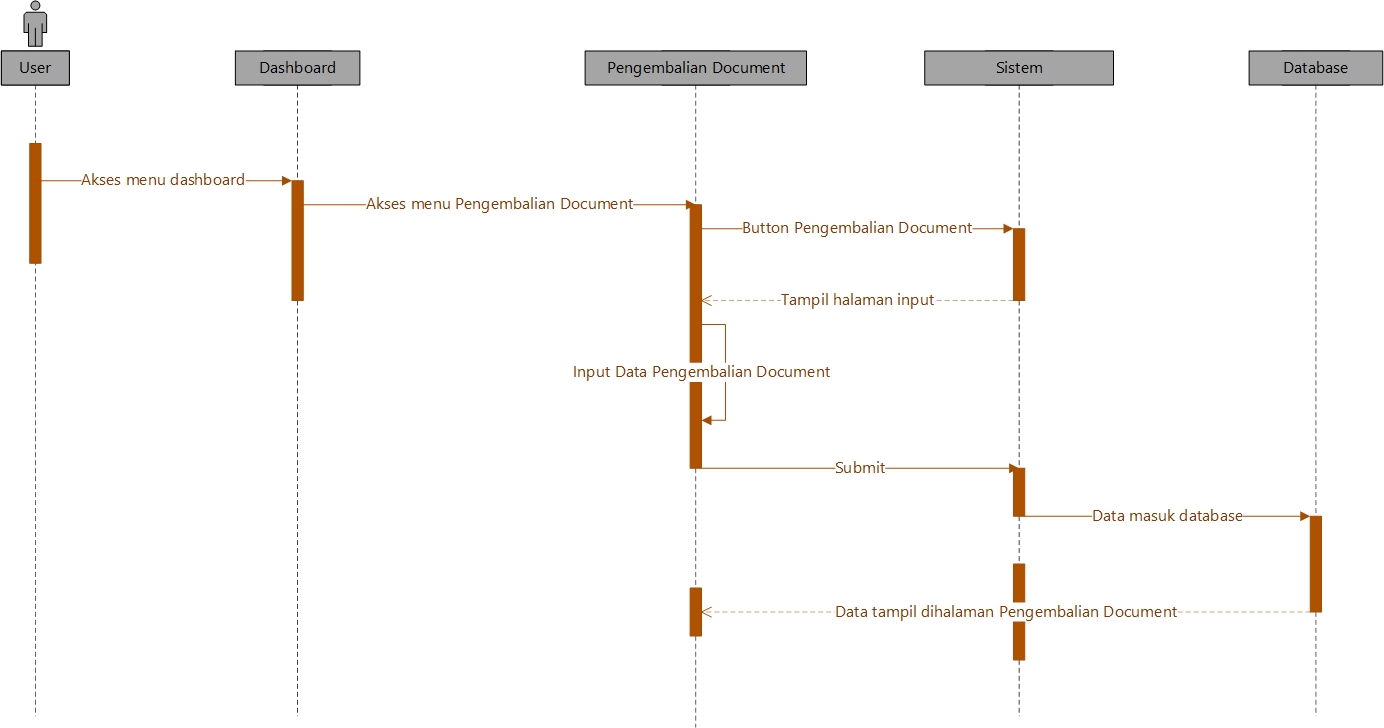 User
Dashboard
Pengembalian Document
Sistem
Database
Akses menu dashboard
Akses menu Pengembalian Document
Button Pengembalian Document
Tampil halaman input
Input Data Pengembalian Document
Submit
Data masuk database
Data tampil dihalaman Pengembalian Document